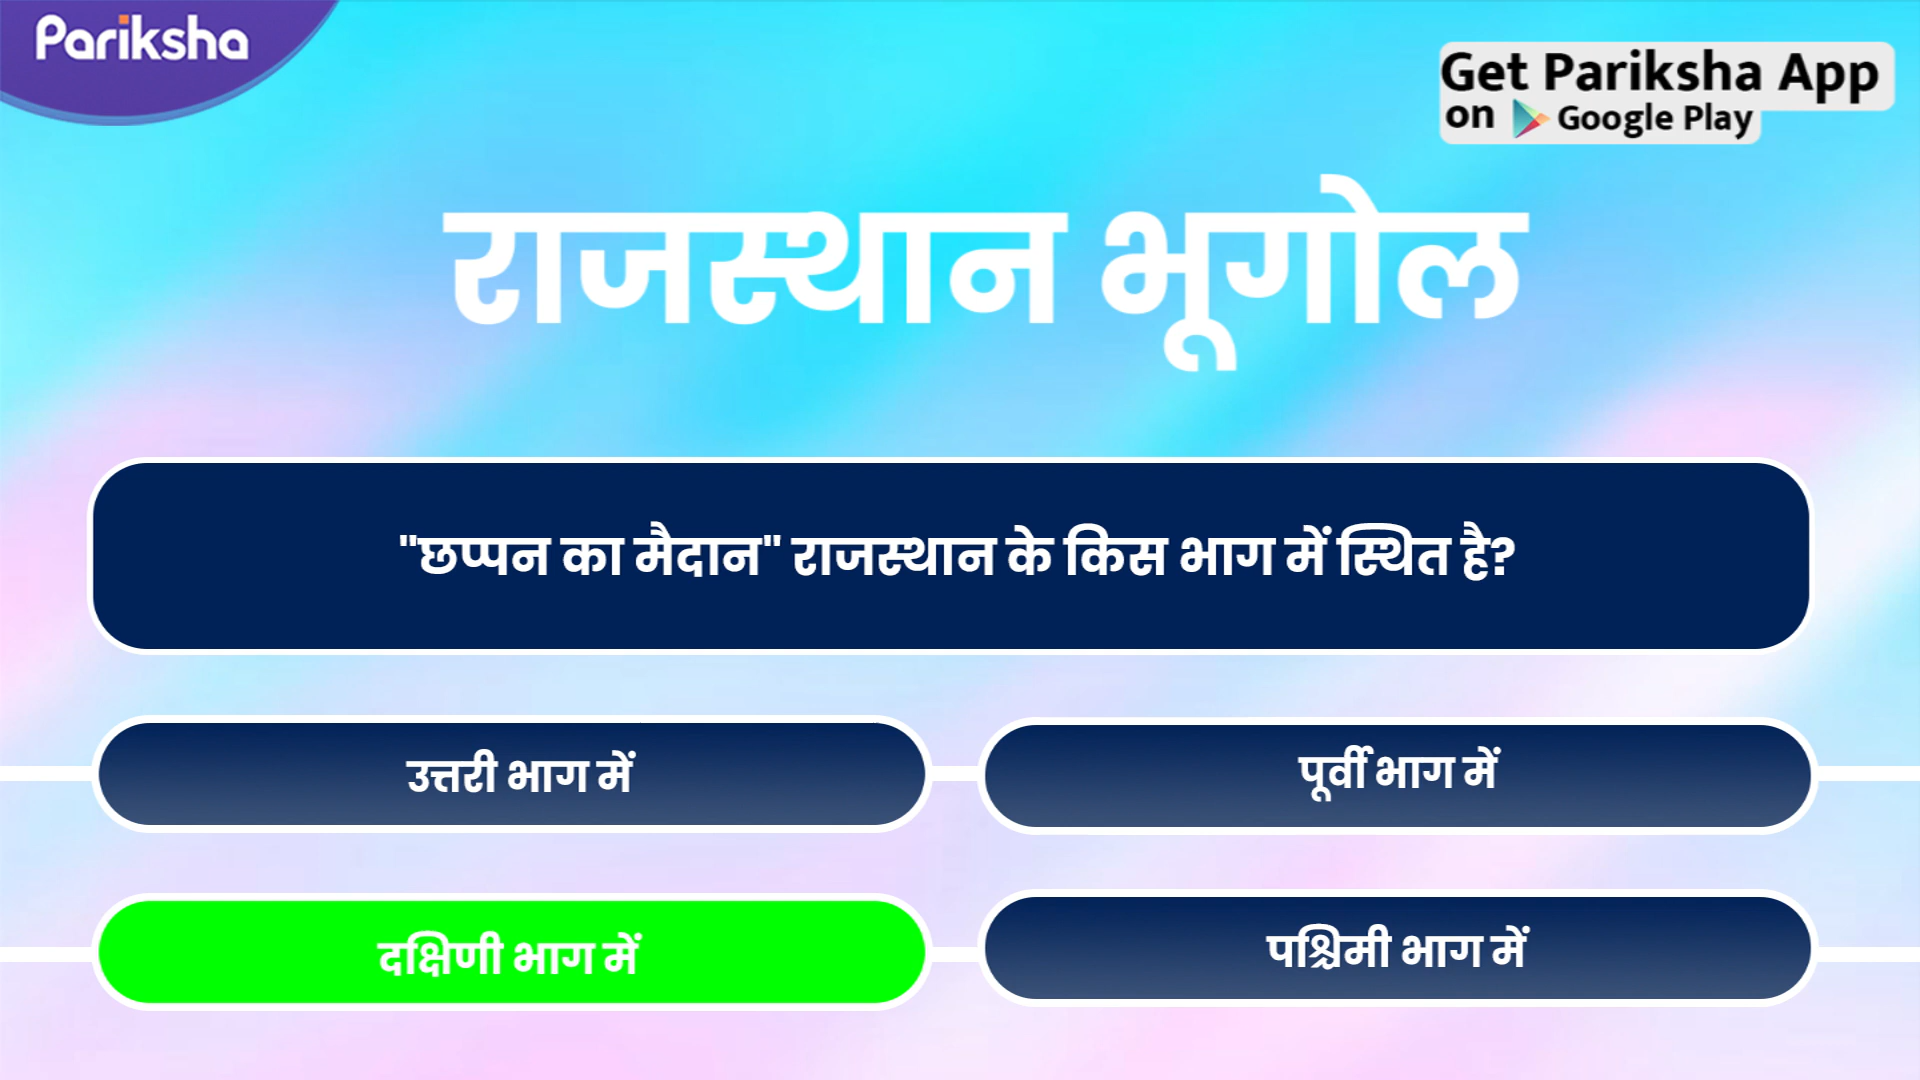 Pariksha
Get Pariksha App
on Google Play
राजस्थान भूगोल
"छप्पन का मैदान" राजस्थान के किस भाग में स्थित है?
उत्तरी भाग में
पूर्वी भाग में
दक्षिणी भाग में
पश्चिमी भाग में